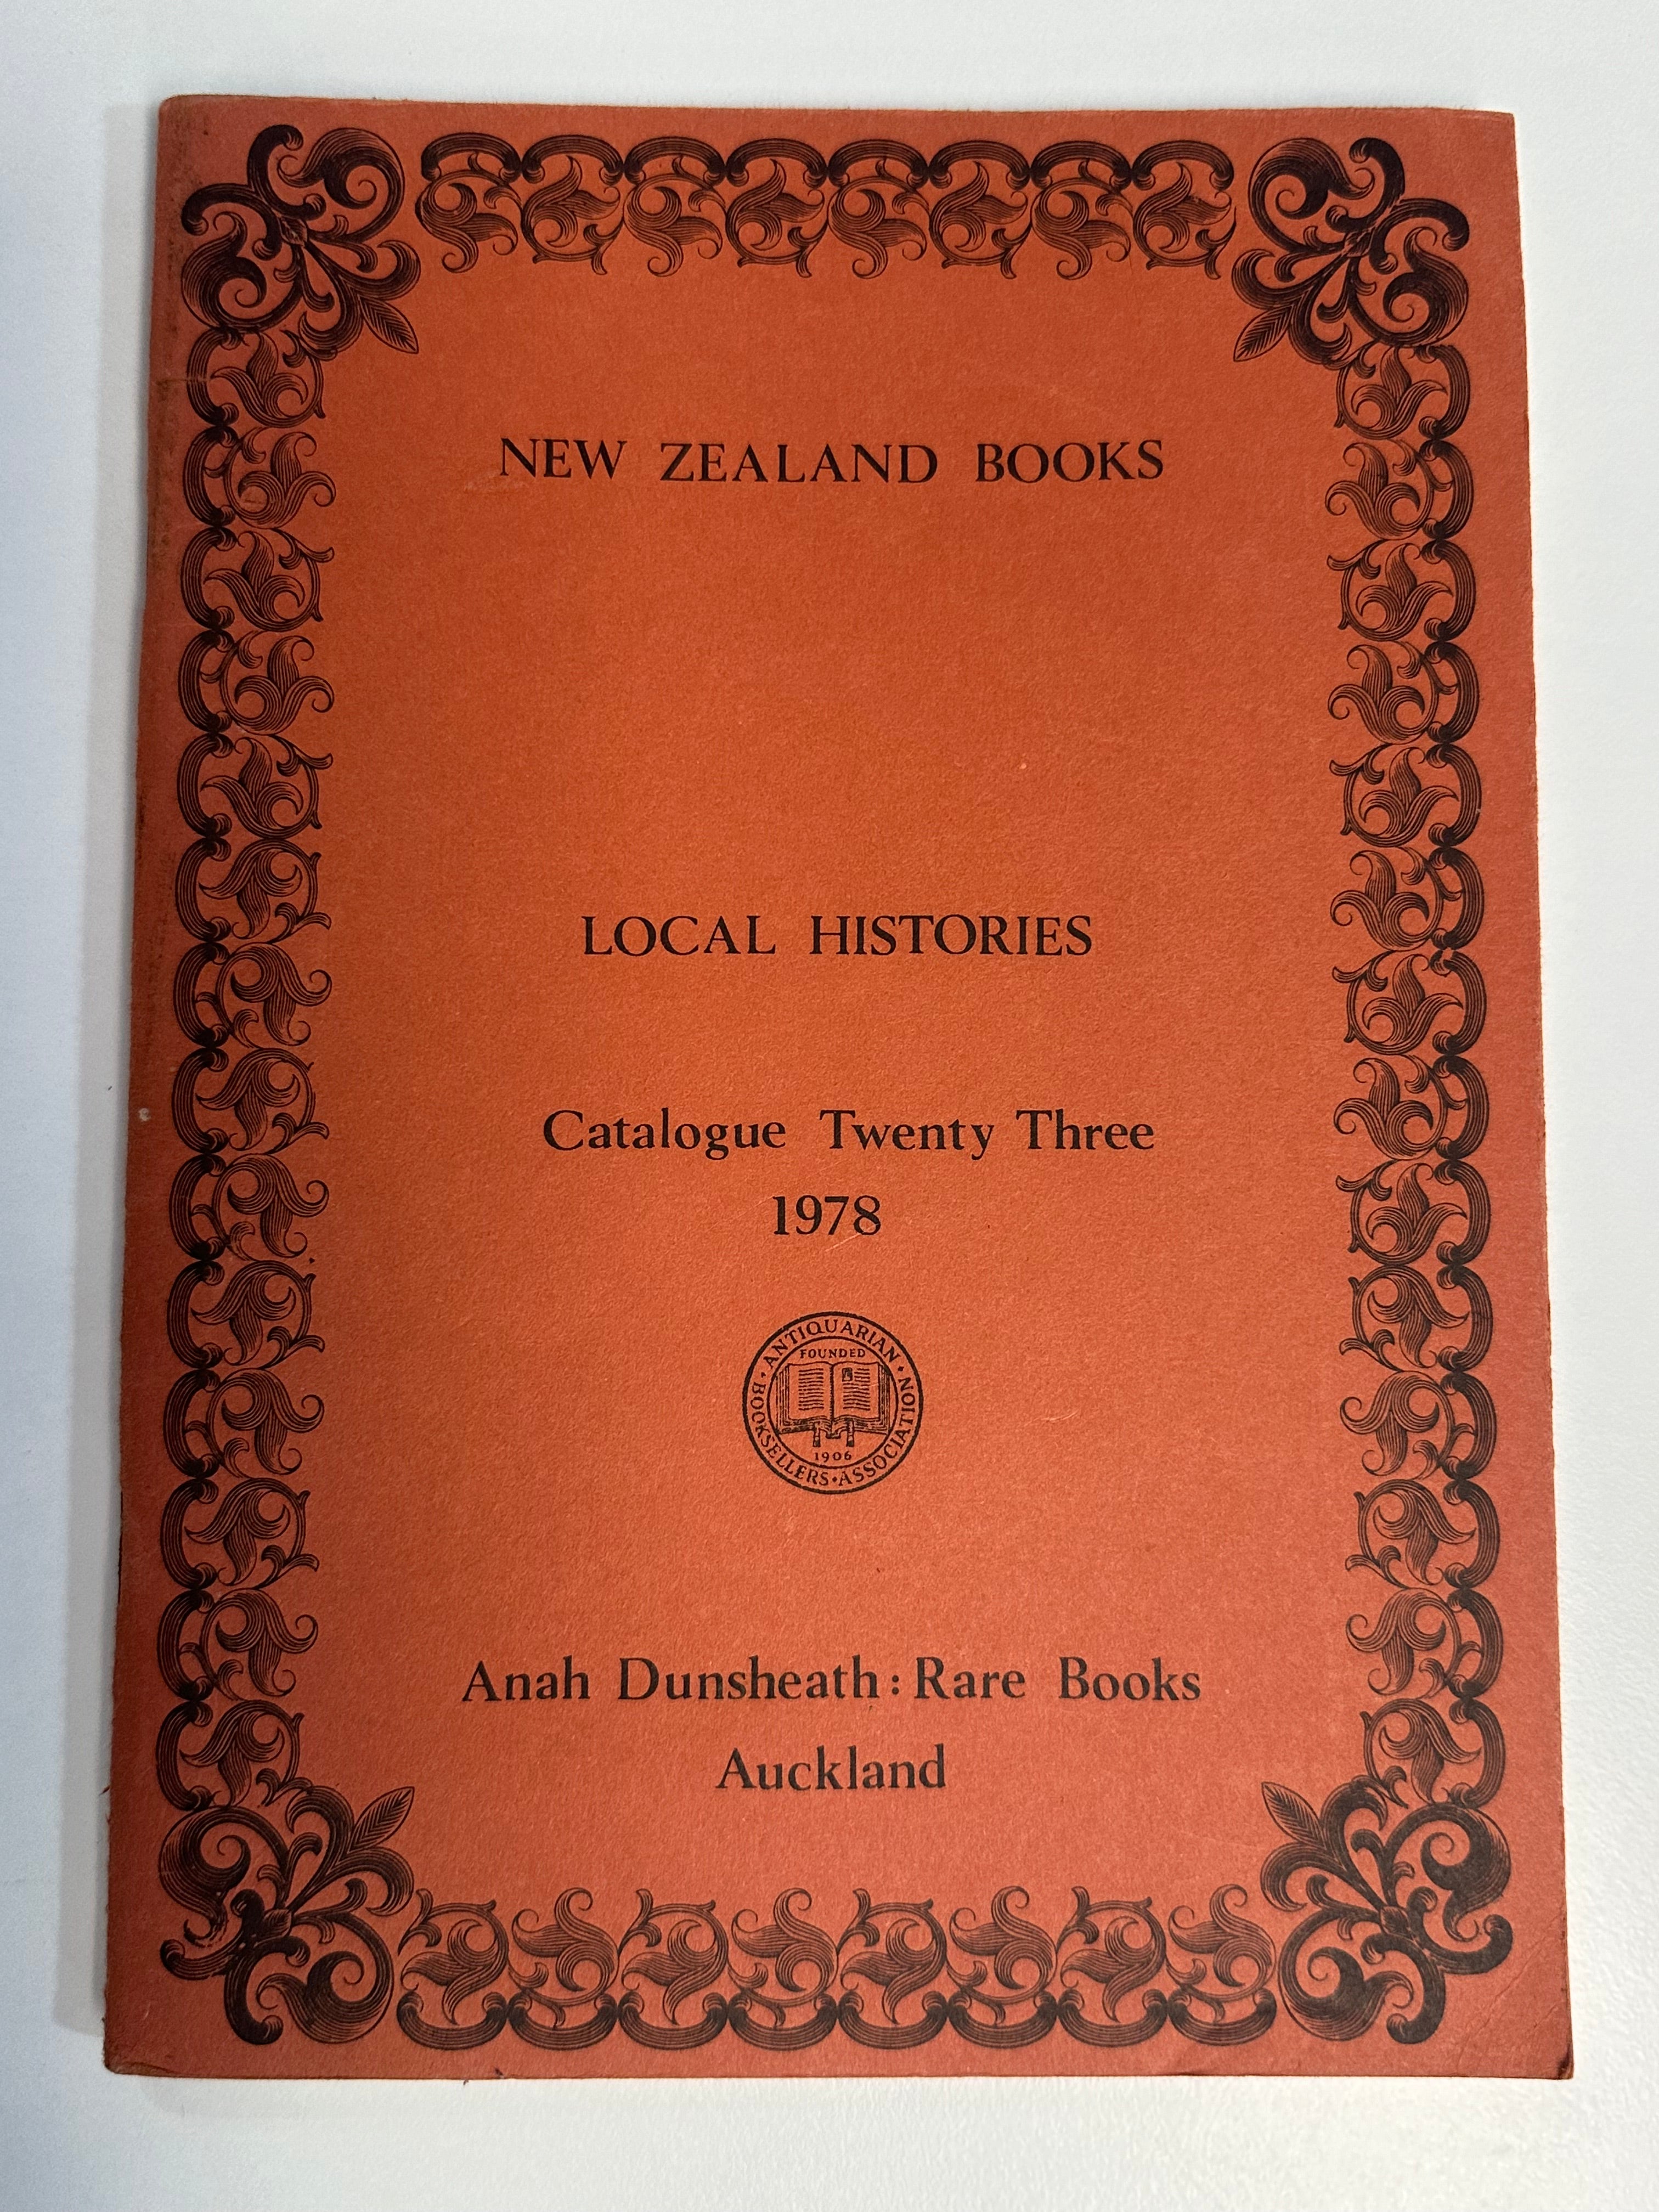 NEW ZEALAND BOOKS
LOCAL HISTORIES
Catalogue Twenty Three
1978
ANTIQUARIAN · BOOKSELLERS · ASSOCIATION ·
FOUNDED
1906
Anah Dunsheath : Rare Books
Auckland